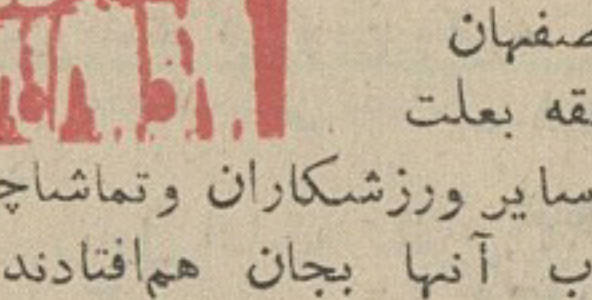 صفهان
قه بعلت
سایر ورزشکاران و تماشاچ
ب آنها بجان هم‌افتادند